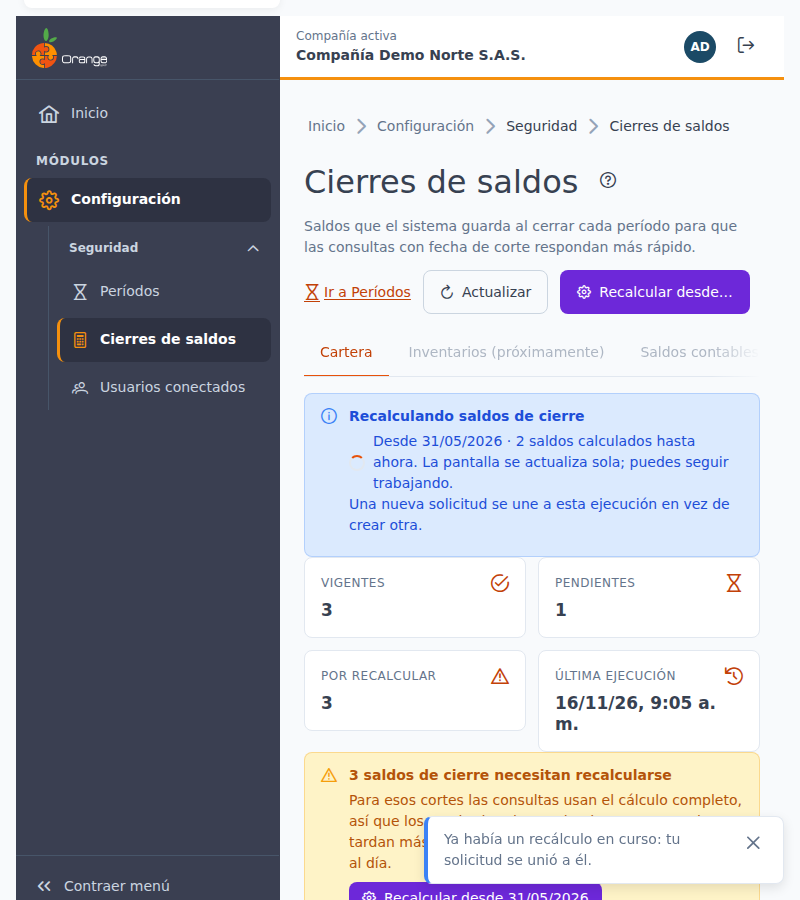 Orange
Inicio
MÓDULOS
Configuración
Seguridad
Períodos
Cierres de saldos
Usuarios conectados
Contraer menú
Compañía activa
Compañía Demo Norte S.A.S.
AD
Inicio > Configuración > Seguridad > Cierres de saldos
Cierres de saldos
Saldos que el sistema guarda al cerrar cada período para que
las consultas con fecha de corte respondan más rápido.
Ir a Períodos Actualizar Recalcular desde...
Cartera Inventarios (próximamente) Saldos contables
Recalculando saldos de cierre
Desde 31/05/2026 · 2 saldos calculados hasta
ahora. La pantalla se actualiza sola; puedes seguir
trabajando.
Una nueva solicitud se une a esta ejecución en vez de
crear otra.
VIGENTES
3
PENDIENTES
1
POR RECALCULAR
3
ÚLTIMA EJECUCIÓN
16/11/26, 9:05 a.
m.
3 saldos de cierre necesitan recalcularse
Para esos cortes las consultas usan el cálculo completo,
así que los
tardan más
al día.
Recalcular desde 31/05/2026
Ya había un recálculo en curso: tu
solicitud se unió a él.